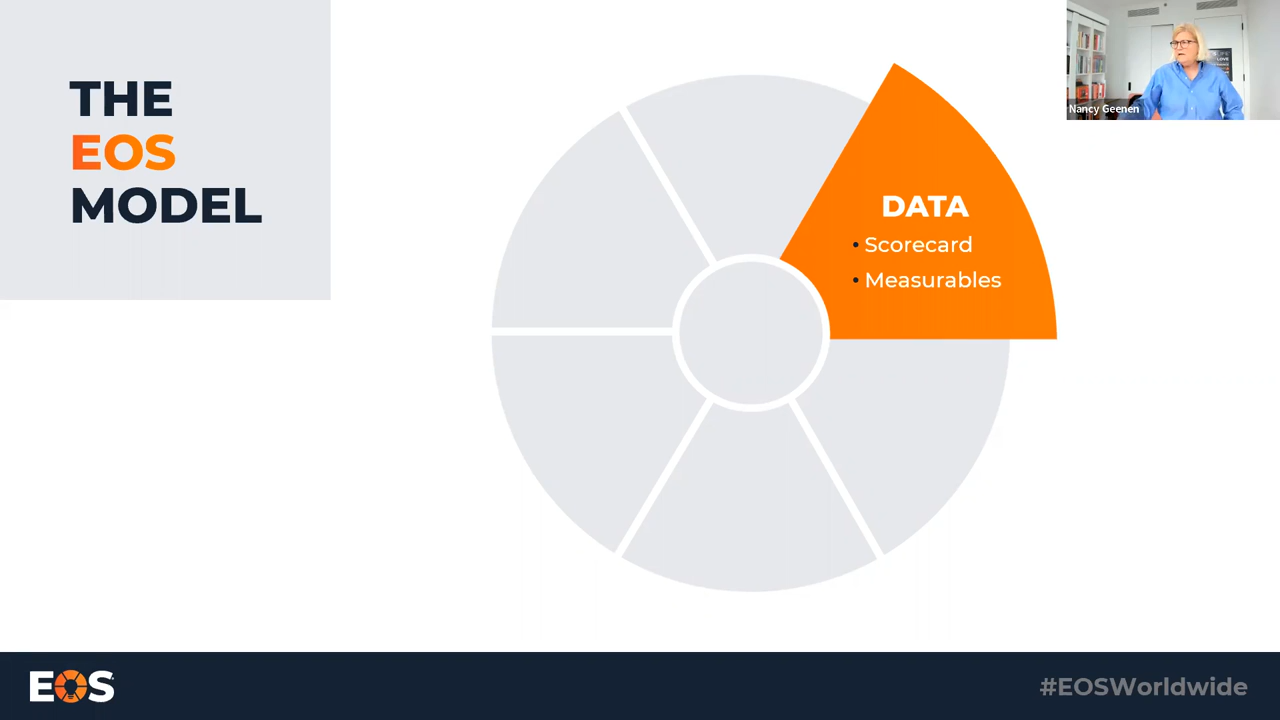 THE
EOS
MODEL
Nancy Geenen
DATA
• Scorecard
• Measurables
EOS
#EOSWorldwide